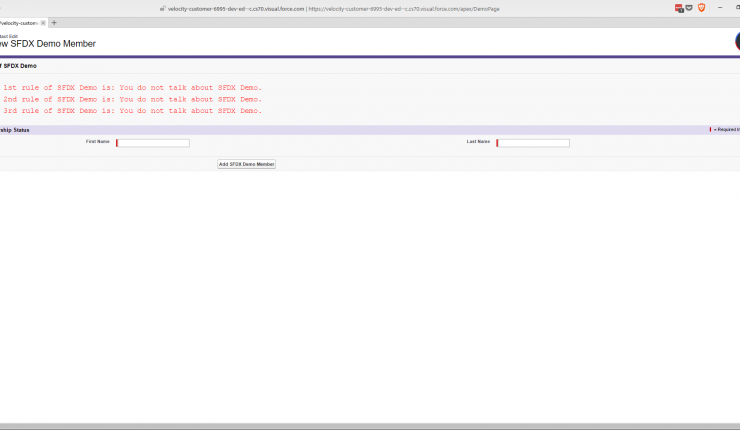 velocity-customer-6995-dev-ed--c.cs70.visual.force.com | https://velocity-customer-6995-dev-ed--c.cs70.visual.force.com/apex/DemoPage
velocity-custom
Edit
ew SFDX Demo Member
f SFDX Demo
1st rule of SFDX Demo is: You do not talk about SFDX Demo.
2nd rule of SFDX Demo is: You do not talk about SFDX Demo.
3rd rule of SFDX Demo is: You do not talk about SFDX Demo.
rship Status
= Required In
First Name
Last Name
Add SFDX Demo Member